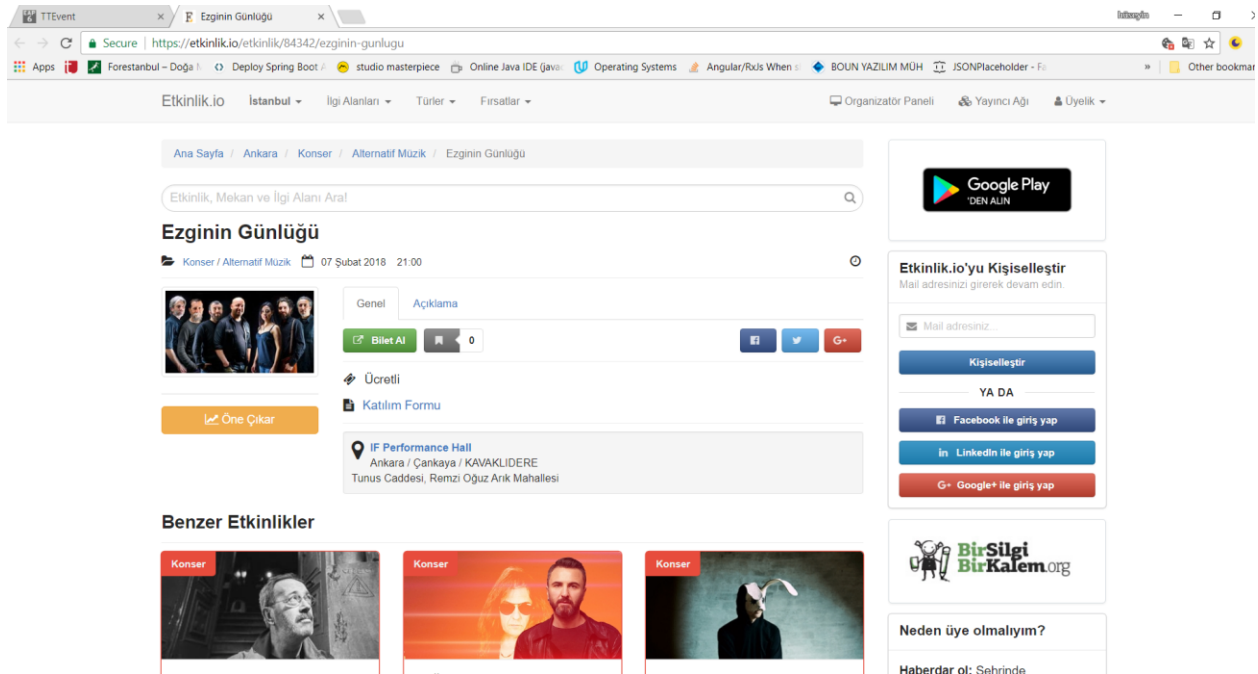 TTEvent
Ezginin Günlüğü
hüseyin
Secure https://etkinlik.io/etkinlik/84342/ezginin-gunlugu
Apps Forestanbul – Doğa Deploy Spring Boot studio masterpiece Online Java IDE (java Operating Systems Angular/RxJs When BOUN YAZILIM MÜH JSONPlaceholder - Fa » Other bookmar
Etkinlik.io İstanbul İlgi Alanları Türler Fırsatlar Organizatör Paneli Yayıncı Ağı Üyelik
Ana Sayfa / Ankara / Konser / Alternatif Müzik / Ezginin Günlüğü
Etkinlik, Mekan ve İlgi Alanı Ara!
Ezginin Günlüğü
Konser / Alternatif Müzik 07 Şubat 2018 21:00
Genel Açıklama
Bilet Al 0 G+
Ücretli
Katılım Formu
Öne Çıkar
IF Performance Hall
Ankara / Çankaya / KAVAKLIDERE
Tunus Caddesi, Remzi Oğuz Arık Mahallesi
Benzer Etkinlikler
Konser
Konser
Konser
Google Play
'DEN ALIN
Etkinlik.io'yu Kişiselleştir
Mail adresinizi girerek devam edin.
Mail adresiniz...
Kişiselleştir
YA DA
Facebook ile giriş yap
in LinkedIn ile giriş yap
G+ Google+ ile giriş yap
BirSilgi
BirKalem.org
Neden üye olmalıyım?
Haberdar ol: Şehrinde